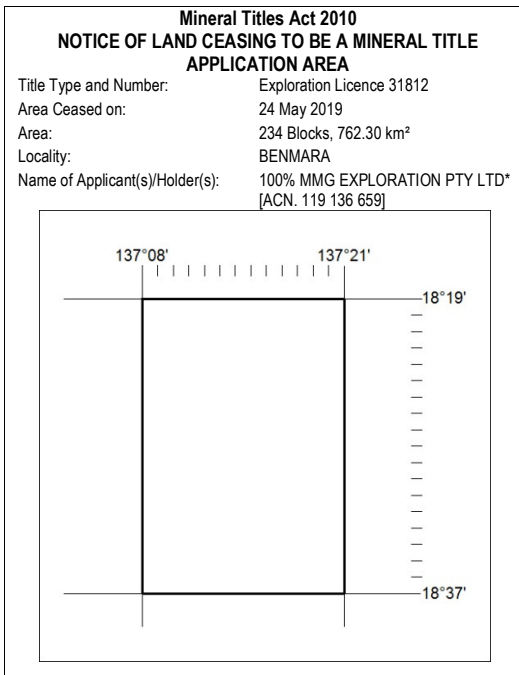 Mineral Titles Act 2010
NOTICE OF LAND CEASING TO BE A MINERAL TITLE
APPLICATION AREA
Title Type and Number: Exploration Licence 31812
Area Ceased on: 24 May 2019
Area: 234 Blocks, 762.30 km²
Locality: BENMARA
Name of Applicant(s)/Holder(s): 100% MMG EXPLORATION PTY LTD*
[ACN. 119 136 659]
137°08' 137°21'
18°19'
18°37'